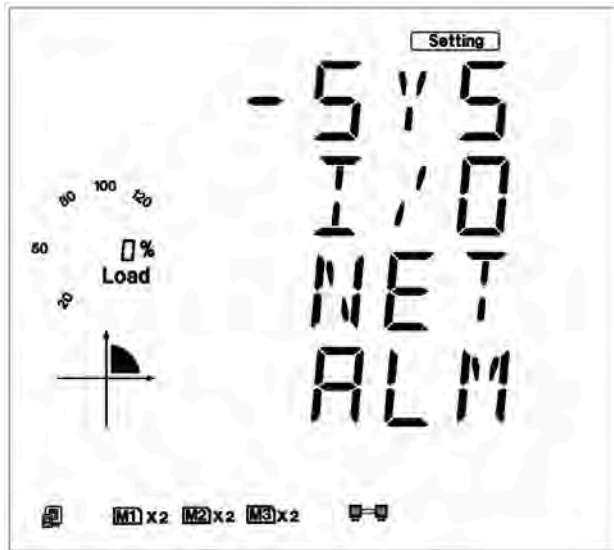 Setting
- SYS
I/O
NET
ALM
50 80 100 120
20
0 %
Load
M1 X2 M2 X2 M3 X2